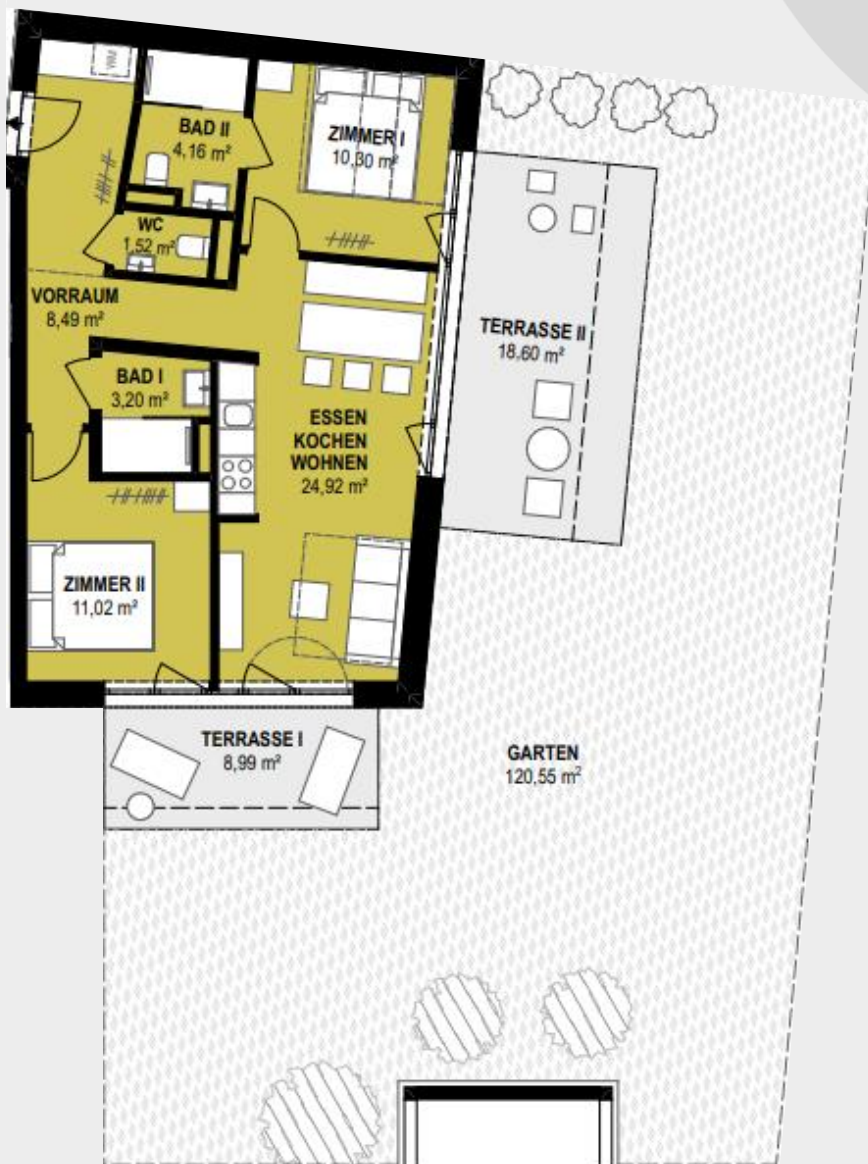 WM
BAD II
4,16 m²
ZIMMER I
10,30 m²
WC
1,52 m²
VORRAUM
8,49 m²
TERRASSE II
18,60 m²
BAD I
3,20 m²
ESSEN
KOCHEN
WOHNEN
24,92 m²
ZIMMER II
11,02 m²
TERRASSE I
8,99 m²
GARTEN
120,55 m²